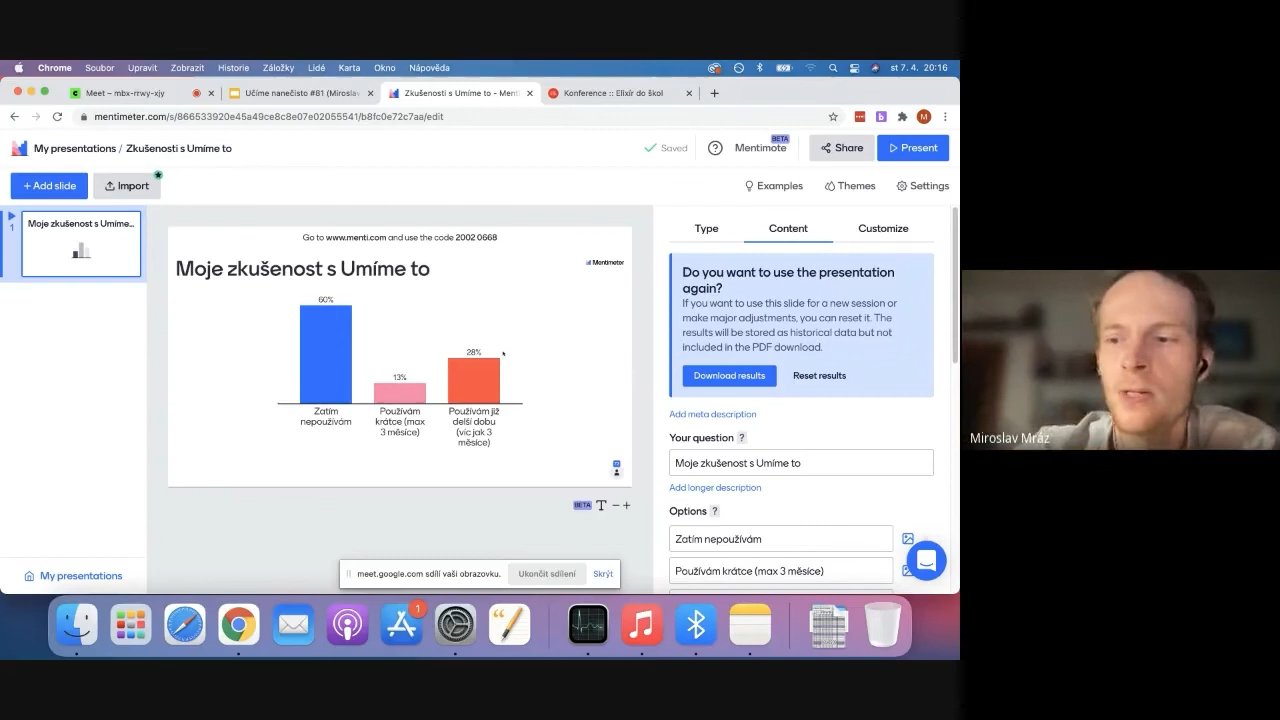 Chrome Soubor Upravit Zobrazit Historie Záložky Lidé Karta Okno Nápověda st 7. 4. 20:16
Meet – mbx-rrwy-xjy
Učíme nanečisto #81 (Miroslav
Zkušenosti s Umíme to - Menti
Konference :: Elixír do škol
mentimeter.com/s/866533920e45a49ce8c8e07e02055541/b8fc0e72c7aa/edit
M
My presentations / Zkušenosti s Umíme to
Saved
Mentimote
BETA
Share
Present
+ Add slide
Import
Examples
Themes
Settings
1
Moje zkušenost s Umíme...
Go to www.menti.com and use the code 2002 0668
Moje zkušenost s Umíme to
Mentimeter
60%
13%
28%
Zatím
nepoužívám
Používám
krátce (max
3 měsíce)
Používám již
delší dobu
(víc jak 3
měsíce)
BETA T − +
My presentations
meet.google.com sdílí vaši obrazovku.
Ukončit sdílení
Skrýt
Type
Content
Customize
Do you want to use the presentation
again?
If you want to use this slide for a new session or
make major adjustments, you can reset it. The
results will be stored as historical data but not
included in the PDF download.
Download results
Reset results
Add meta description
Your question ?
Moje zkušenost s Umíme to
Add longer description
Options ?
Zatím nepoužívám
Používám krátce (max 3 měsíce)
1
Miroslav Mráz